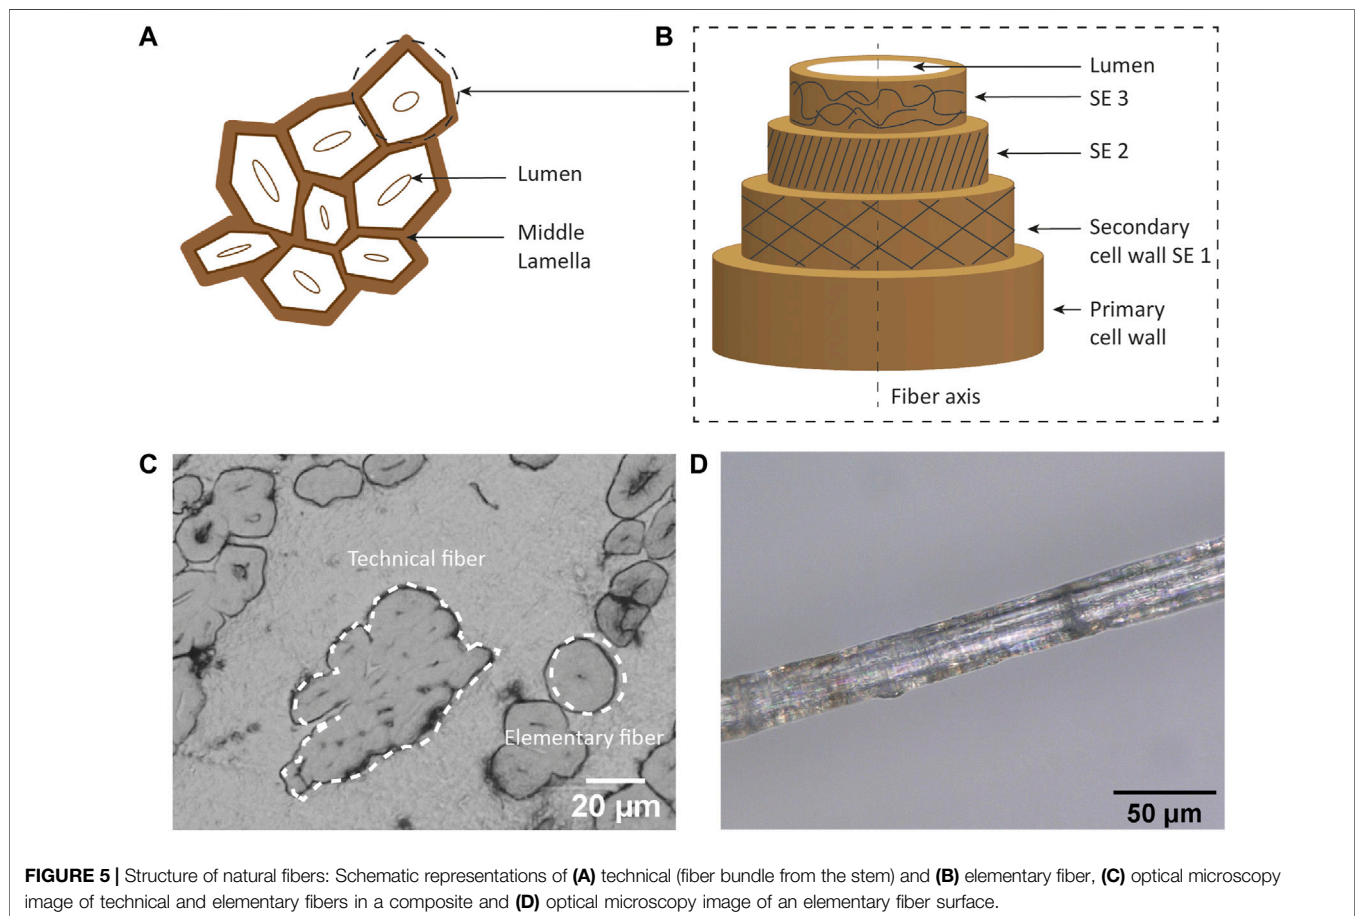 A
Lumen
Middle
Lamella
B
Lumen
SE 3
SE 2
Secondary
cell wall SE 1
Primary
cell wall
Fiber axis
C
Technical fiber
Elementary fiber
20 µm
D
50 µm
FIGURE 5 | Structure of natural fibers: Schematic representations of (A) technical (fiber bundle from the stem) and (B) elementary fiber, (C) optical microscopy
image of technical and elementary fibers in a composite and (D) optical microscopy image of an elementary fiber surface.